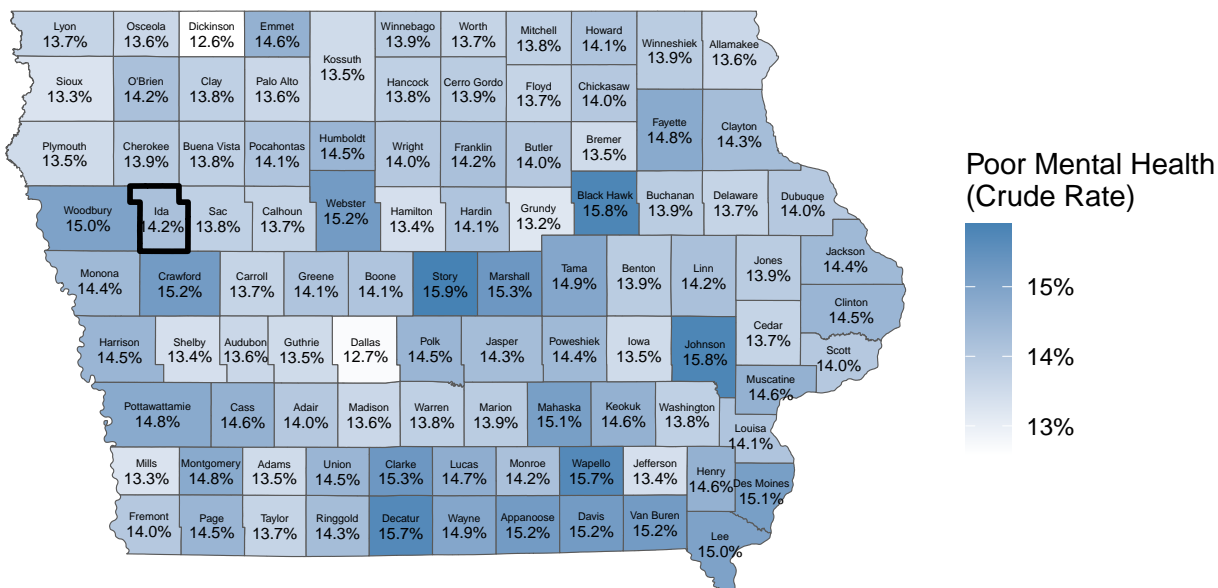 Lyon
13.7%
Osceola
13.6%
Dickinson
12.6%
Emmet
14.6%
Kossuth
13.5%
Winnebago
13.9%
Worth
13.7%
Mitchell
13.8%
Howard
14.1%
Winneshiek
13.9%
Allamakee
13.6%
Sioux
13.3%
O'Brien
14.2%
Clay
13.8%
Palo Alto
13.6%
Hancock
13.8%
Cerro Gordo
13.9%
Floyd
13.7%
Chickasaw
14.0%
Fayette
14.8%
Clayton
14.3%
Plymouth
13.5%
Cherokee
13.9%
Buena Vista
13.8%
Pocahontas
14.1%
Humboldt
14.5%
Wright
14.0%
Franklin
14.2%
Butler
14.0%
Bremer
13.5%
Woodbury
15.0%
Ida
14.2%
Sac
13.8%
Calhoun
13.7%
Webster
15.2%
Hamilton
13.4%
Hardin
14.1%
Grundy
13.2%
Black Hawk
15.8%
Buchanan
13.9%
Delaware
13.7%
Dubuque
14.0%
Monona
14.4%
Crawford
15.2%
Carroll
13.7%
Greene
14.1%
Boone
14.1%
Story
15.9%
Marshall
15.3%
Tama
14.9%
Benton
13.9%
Linn
14.2%
Jones
13.9%
Jackson
14.4%
Clinton
14.5%
Harrison
14.5%
Shelby
13.4%
Audubon
13.6%
Guthrie
13.5%
Dallas
12.7%
Polk
14.5%
Jasper
14.3%
Poweshiek
14.4%
Iowa
13.5%
Johnson
15.8%
Cedar
13.7%
Scott
14.0%
Muscatine
14.6%
Pottawattamie
14.8%
Cass
14.6%
Adair
14.0%
Madison
13.6%
Warren
13.8%
Marion
13.9%
Mahaska
15.1%
Keokuk
14.6%
Washington
13.8%
Louisa
14.1%
Mills
13.3%
Montgomery
14.8%
Adams
13.5%
Union
14.5%
Clarke
15.3%
Lucas
14.7%
Monroe
14.2%
Wapello
15.7%
Jefferson
13.4%
Henry
14.6%
Des Moines
15.1%
Fremont
14.0%
Page
14.5%
Taylor
13.7%
Ringgold
14.3%
Decatur
15.7%
Wayne
14.9%
Appanoose
15.2%
Davis
15.2%
Van Buren
15.2%
Lee
15.0%
Poor Mental Health
(Crude Rate)
15%
14%
13%